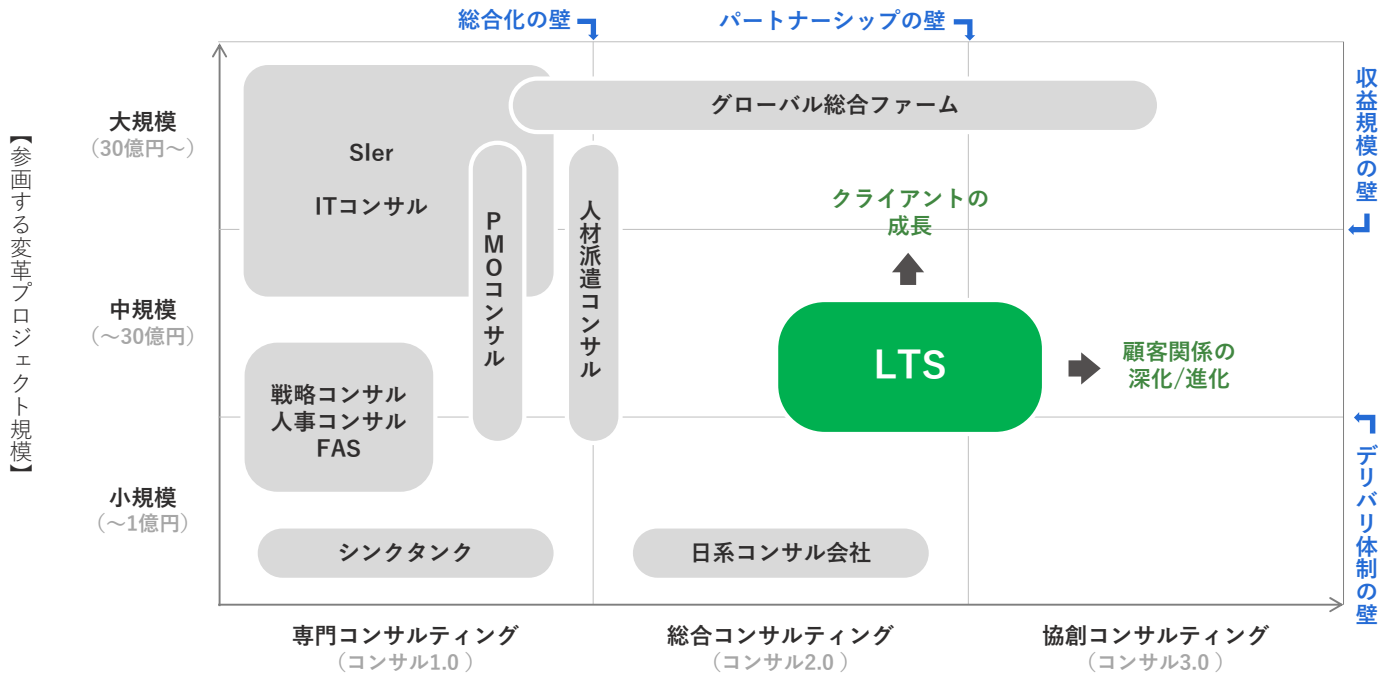 総合化の壁
パートナーシップの壁
収益規模の壁
デリバリ体制の壁
【参画する変革プロジェクト規模】
大規模
（30億円～）
中規模
（～30億円）
小規模
（～1億円）
グローバル総合ファーム
SIer
ITコンサル
PMOコンサル
人材派遣コンサル
クライアントの
成長
LTS
顧客関係の
深化/進化
戦略コンサル
人事コンサル
FAS
シンクタンク
日系コンサル会社
専門コンサルティング
（コンサル1.0 ）
総合コンサルティング
（コンサル2.0 ）
協創コンサルティング
（コンサル3.0 ）